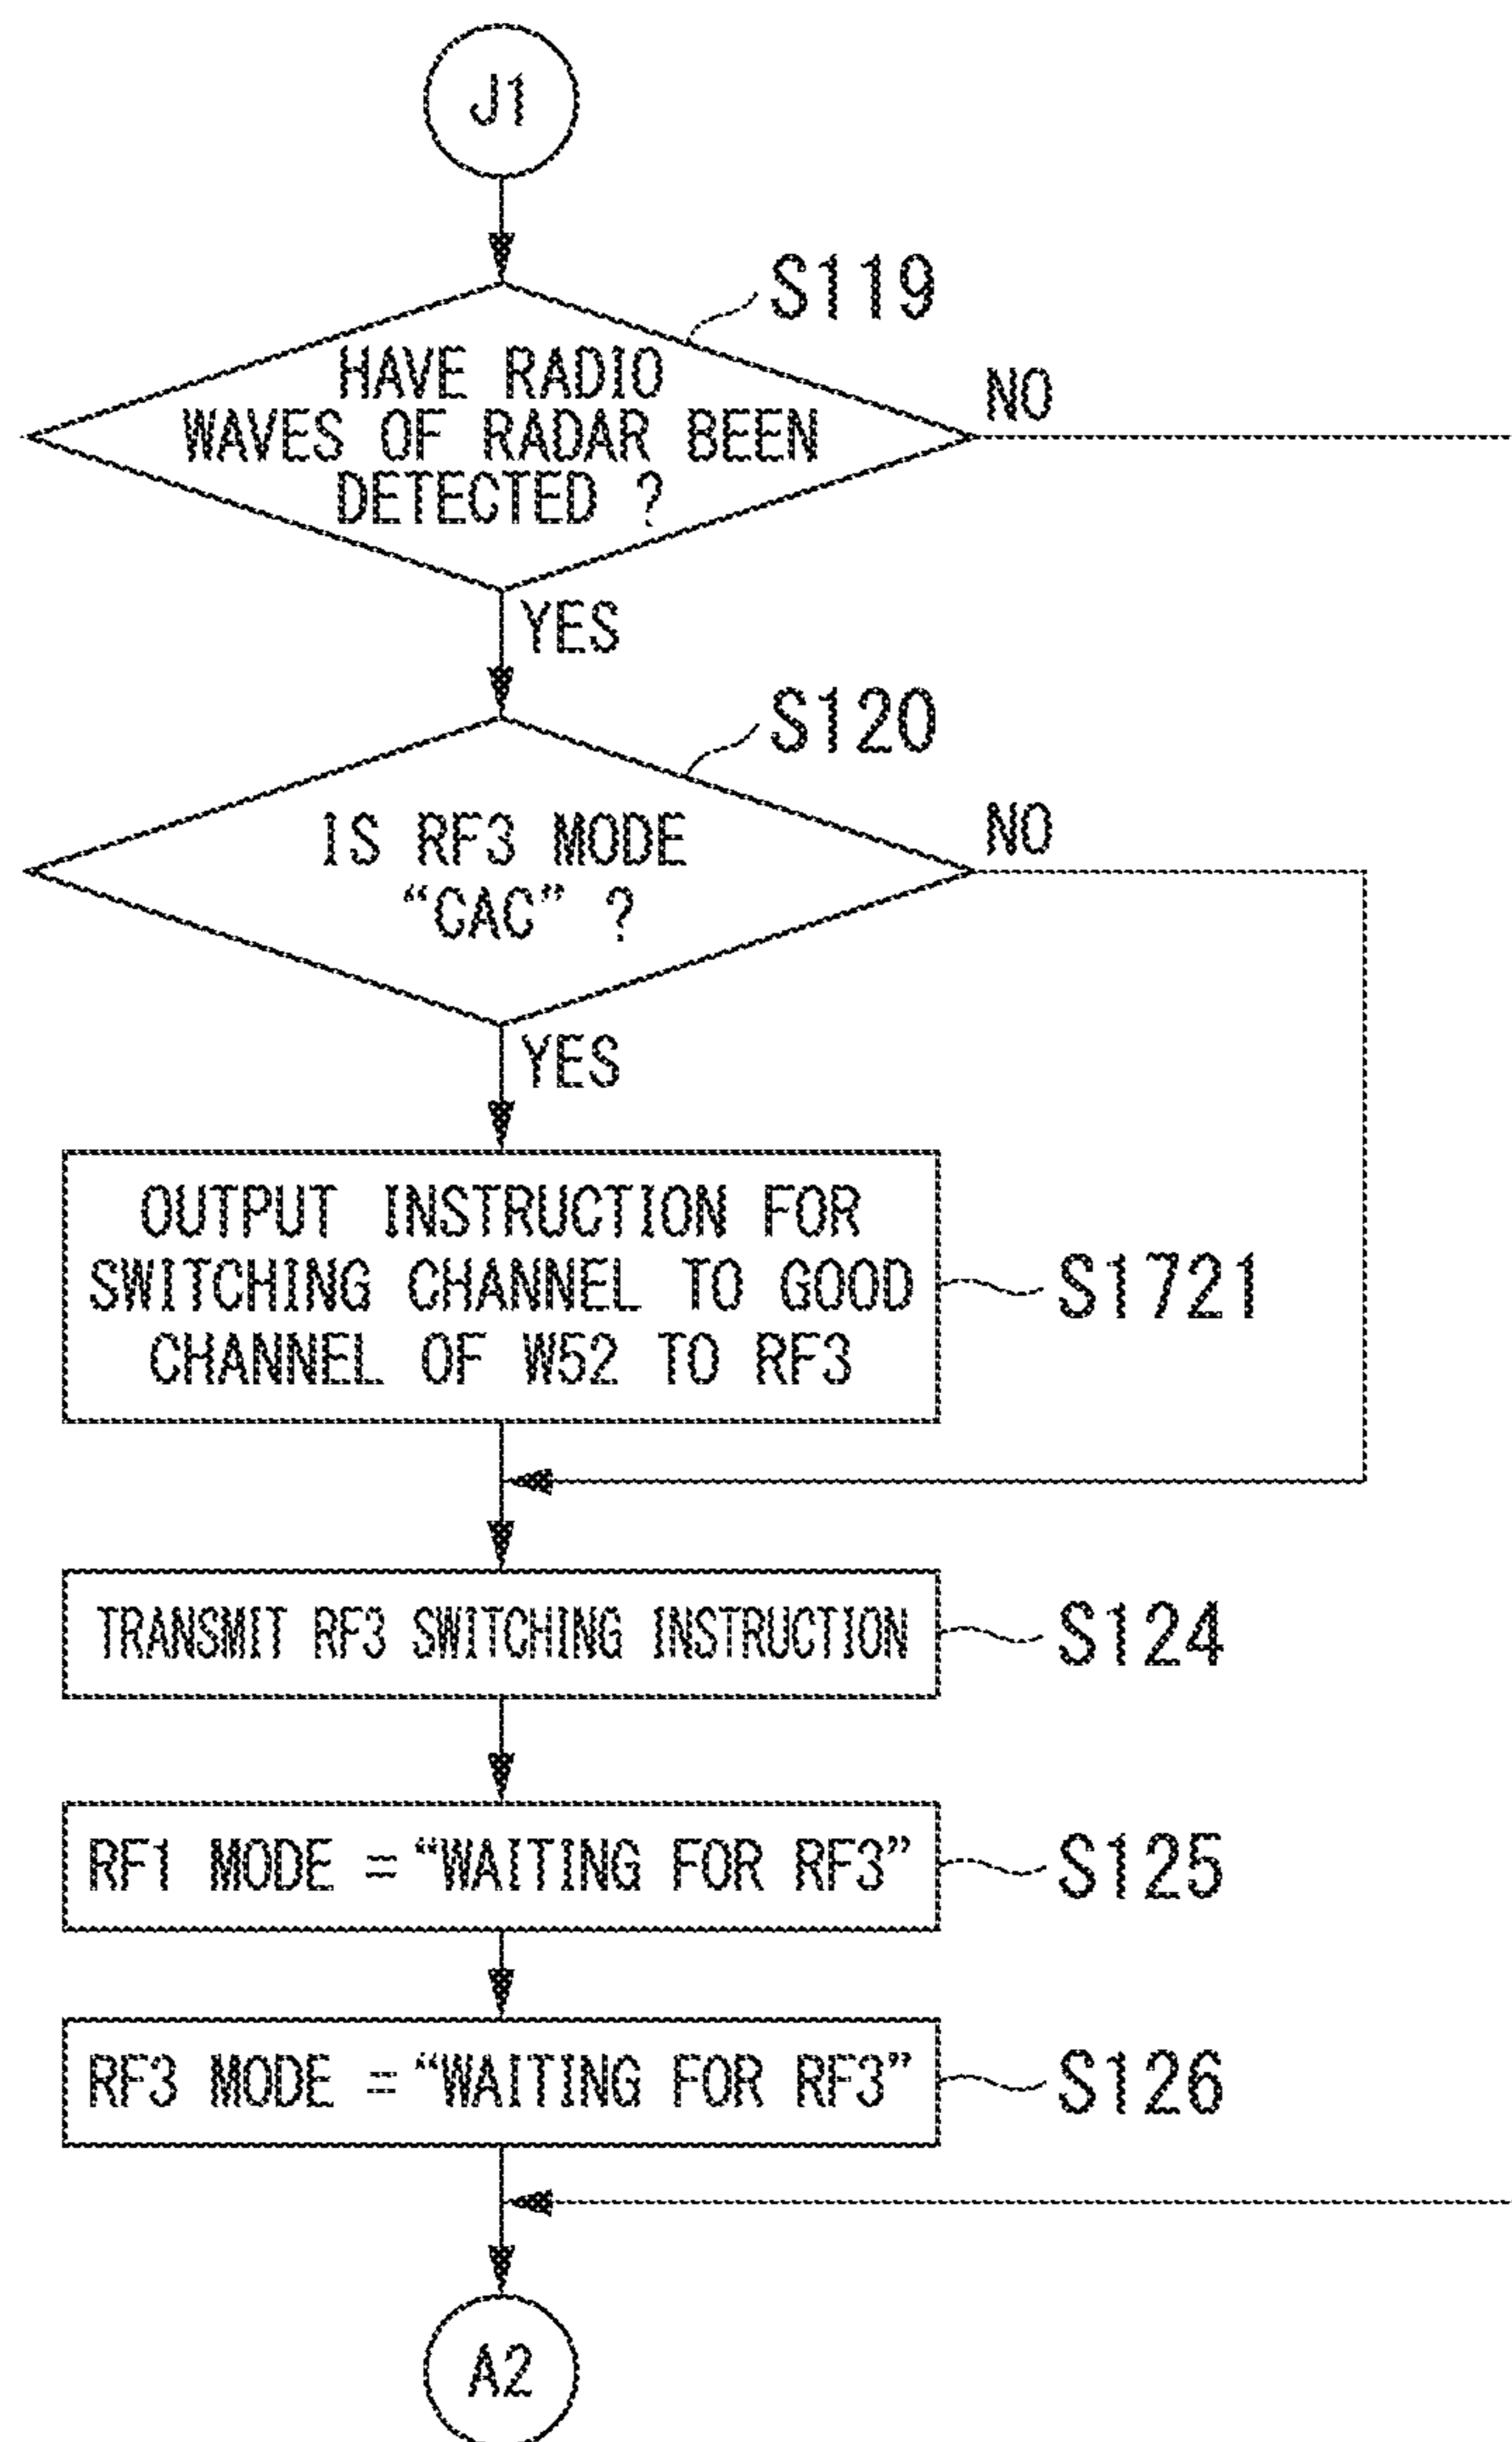 J1
S119
HAVE RADIO
WAVES OF RADAR BEEN
DETECTED ?
NO
YES
S120
IS RF3 MODE
“CAC” ?
NO
YES
OUTPUT INSTRUCTION FOR
SWITCHING CHANNEL TO GOOD
CHANNEL OF W52 TO RF3
S1721
TRANSMIT RF3 SWITCHING INSTRUCTION
S124
RF1 MODE =“WAITING FOR RF3”
S125
RF3 MODE =“WAITING FOR RF3”
S126
A2